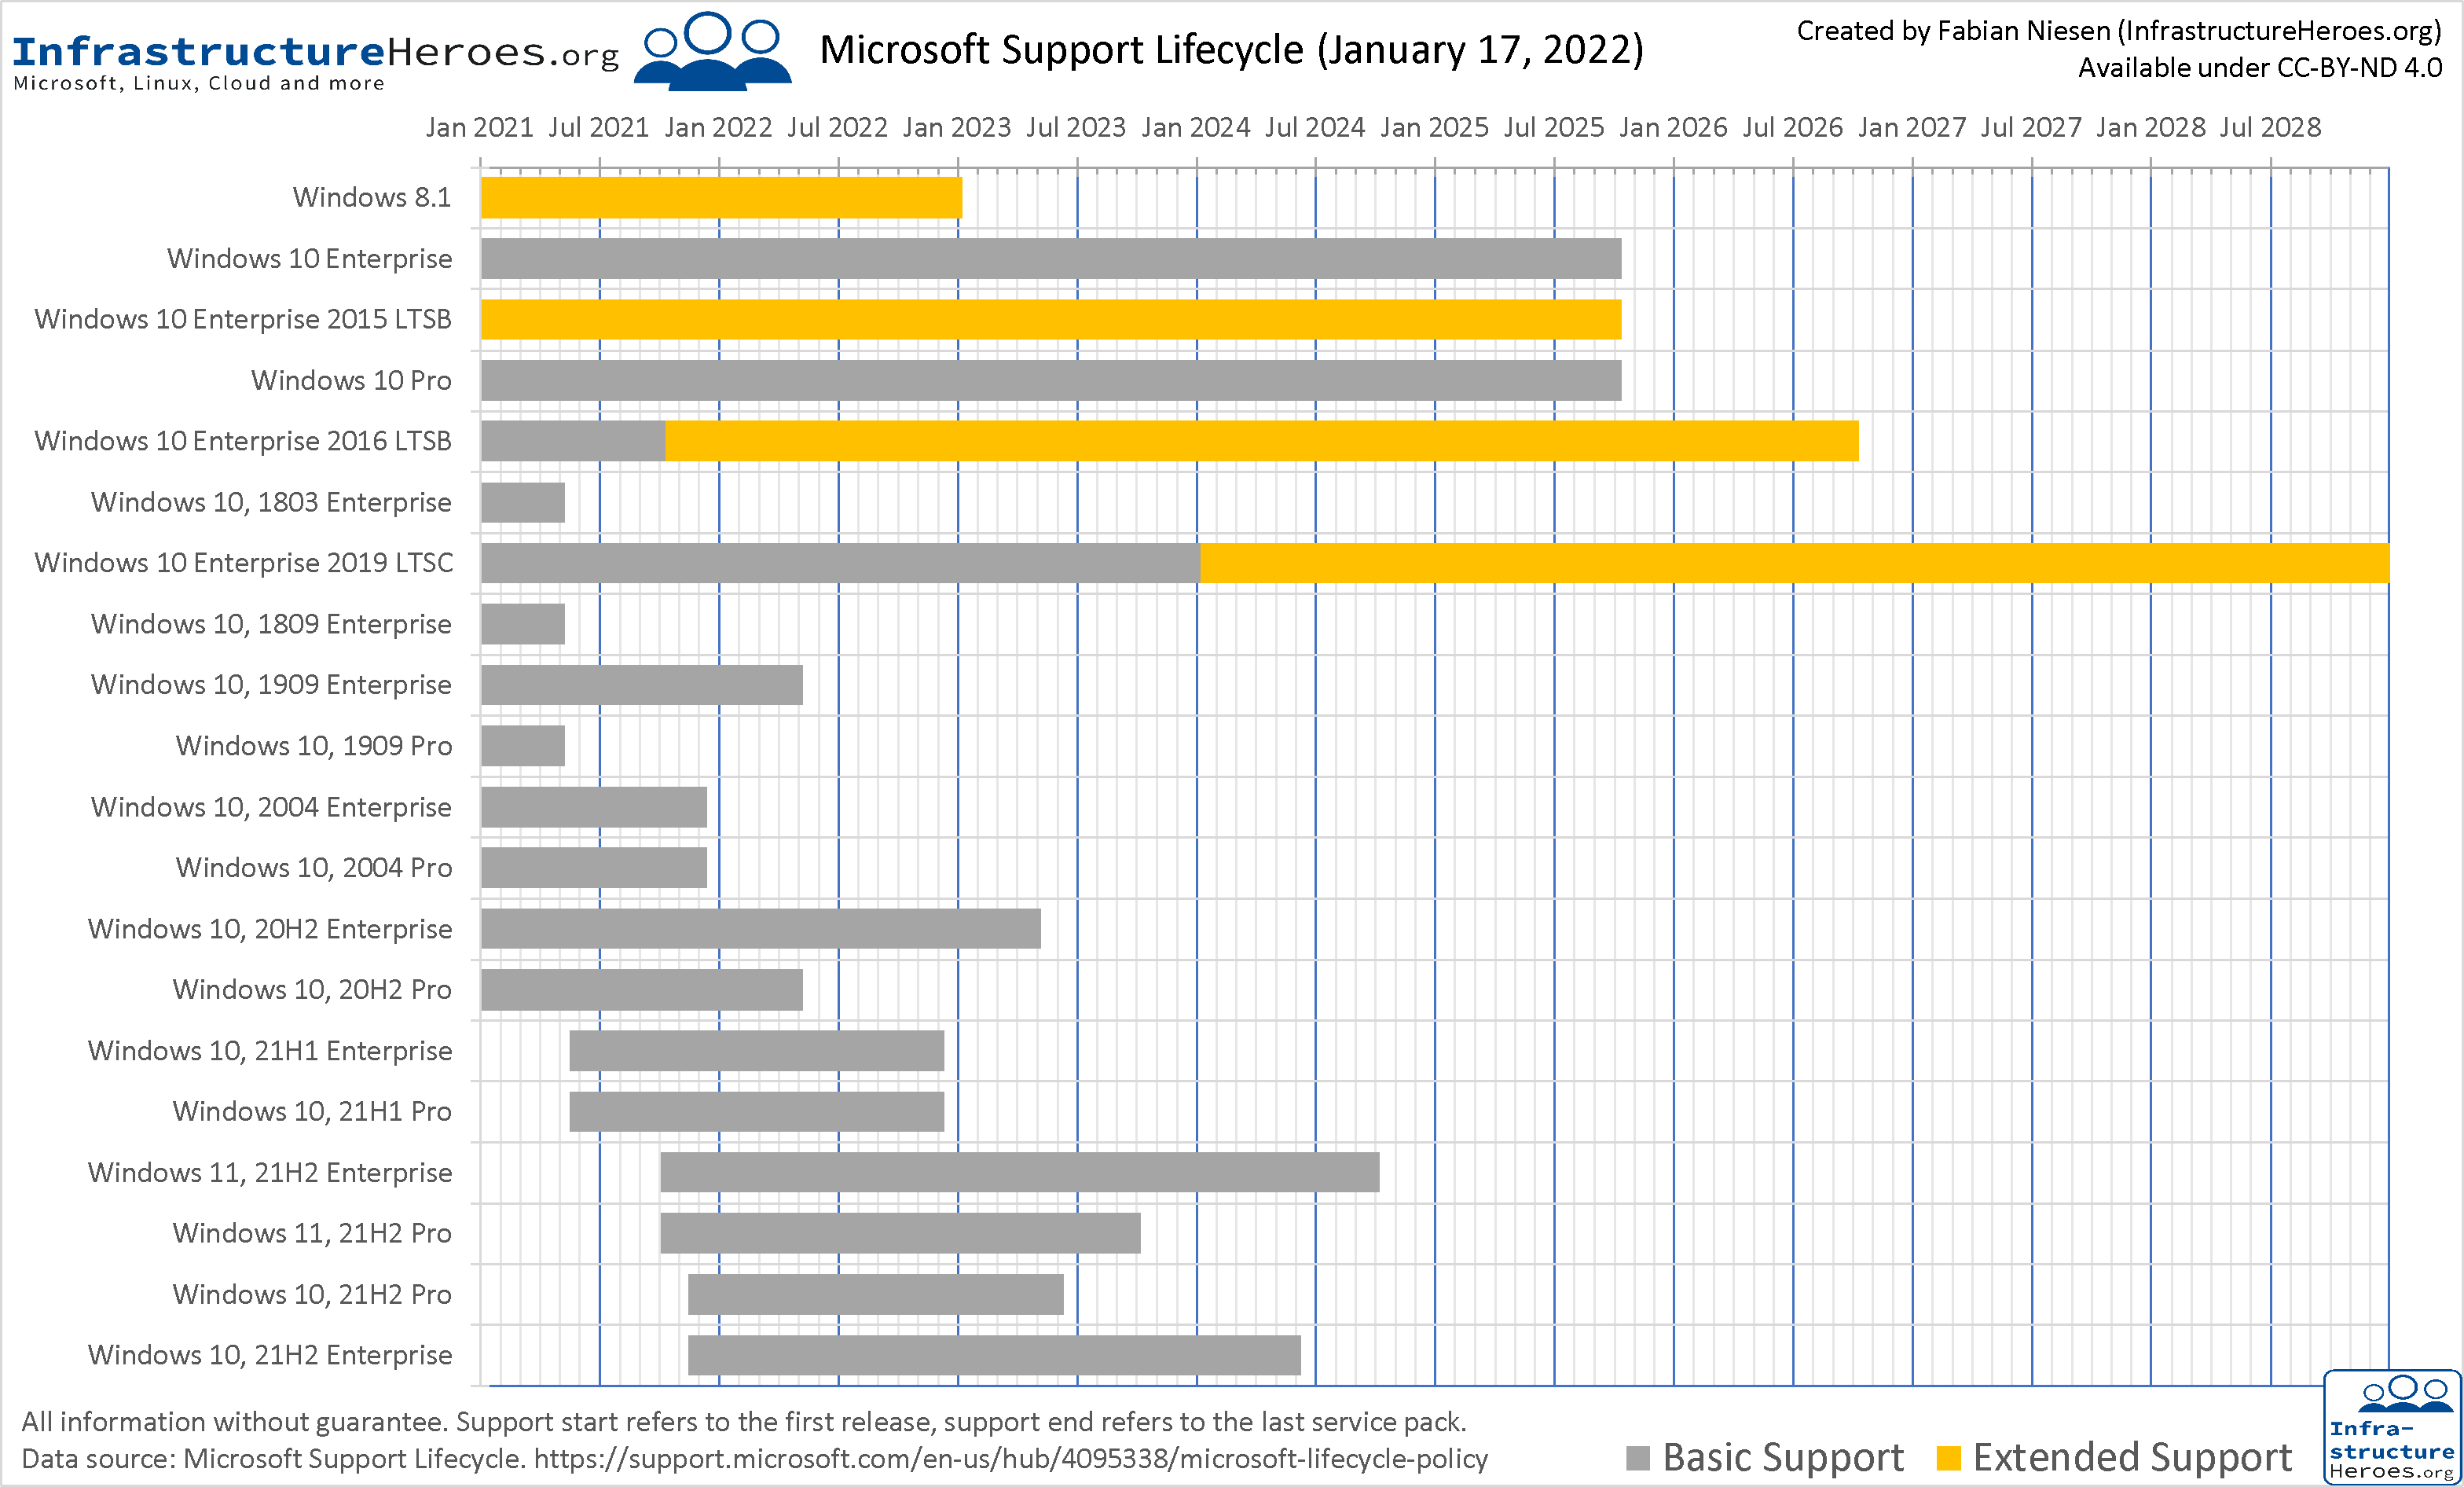 InfrastructureHeroes.org
Microsoft, Linux, Cloud and more
Microsoft Support Lifecycle (January 17, 2022)
Created by Fabian Niesen (InfrastructureHeroes.org)
Available under CC-BY-ND 4.0
Jan 2021 Jul 2021 Jan 2022 Jul 2022 Jan 2023 Jul 2023 Jan 2024 Jul 2024 Jan 2025 Jul 2025 Jan 2026 Jul 2026 Jan 2027 Jul 2027 Jan 2028 Jul 2028
Windows 8.1
Windows 10 Enterprise
Windows 10 Enterprise 2015 LTSB
Windows 10 Pro
Windows 10 Enterprise 2016 LTSB
Windows 10, 1803 Enterprise
Windows 10 Enterprise 2019 LTSC
Windows 10, 1809 Enterprise
Windows 10, 1909 Enterprise
Windows 10, 1909 Pro
Windows 10, 2004 Enterprise
Windows 10, 2004 Pro
Windows 10, 20H2 Enterprise
Windows 10, 20H2 Pro
Windows 10, 21H1 Enterprise
Windows 10, 21H1 Pro
Windows 11, 21H2 Enterprise
Windows 11, 21H2 Pro
Windows 10, 21H2 Pro
Windows 10, 21H2 Enterprise
All information without guarantee. Support start refers to the first release, support end refers to the last service pack.
Data source: Microsoft Support Lifecycle. https://support.microsoft.com/en-us/hub/4095338/microsoft-lifecycle-policy
Basic Support Extended Support
Infra-
structure
Heroes.org